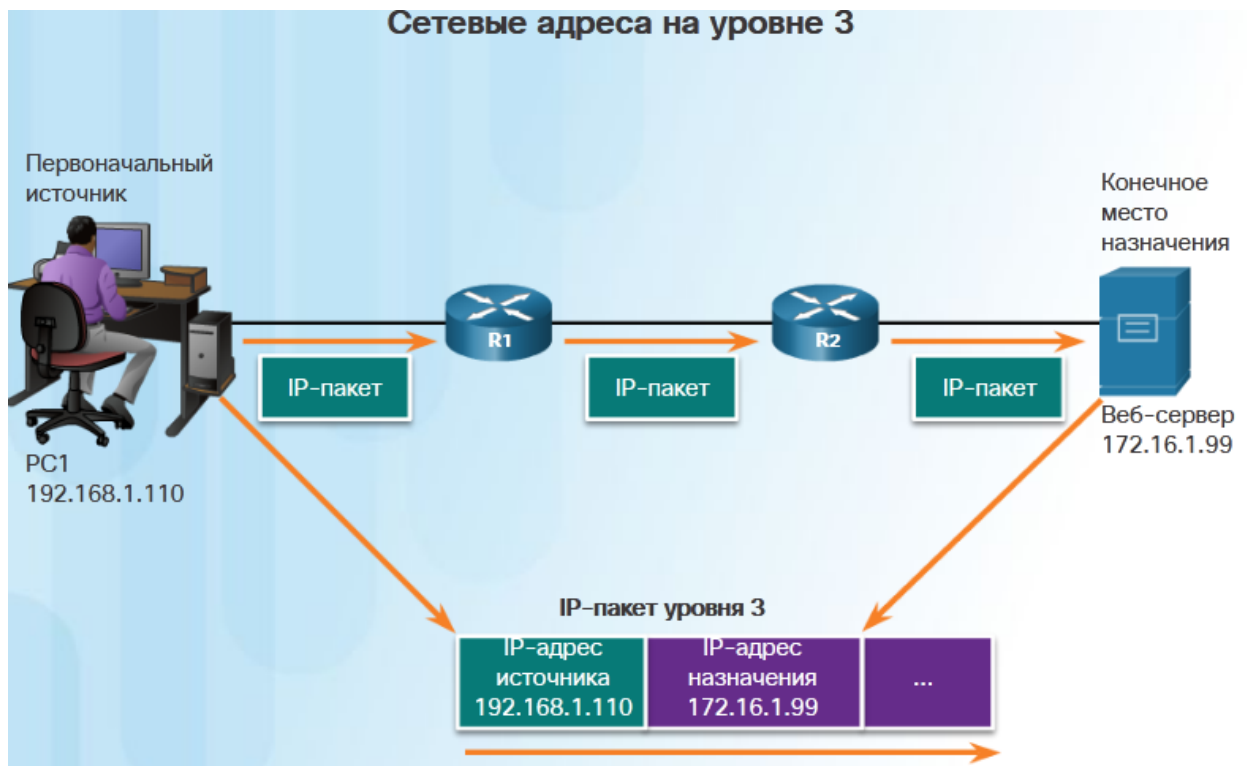 Сетевые адреса на уровне 3
Первоначальный
источник
Конечное
место
назначения
R1
R2
IP-пакет
IP-пакет
IP-пакет
Веб-сервер
172.16.1.99
PC1
192.168.1.110
IP-пакет уровня 3
IP-адрес
источника
192.168.1.110
IP-адрес
назначения
172.16.1.99
...